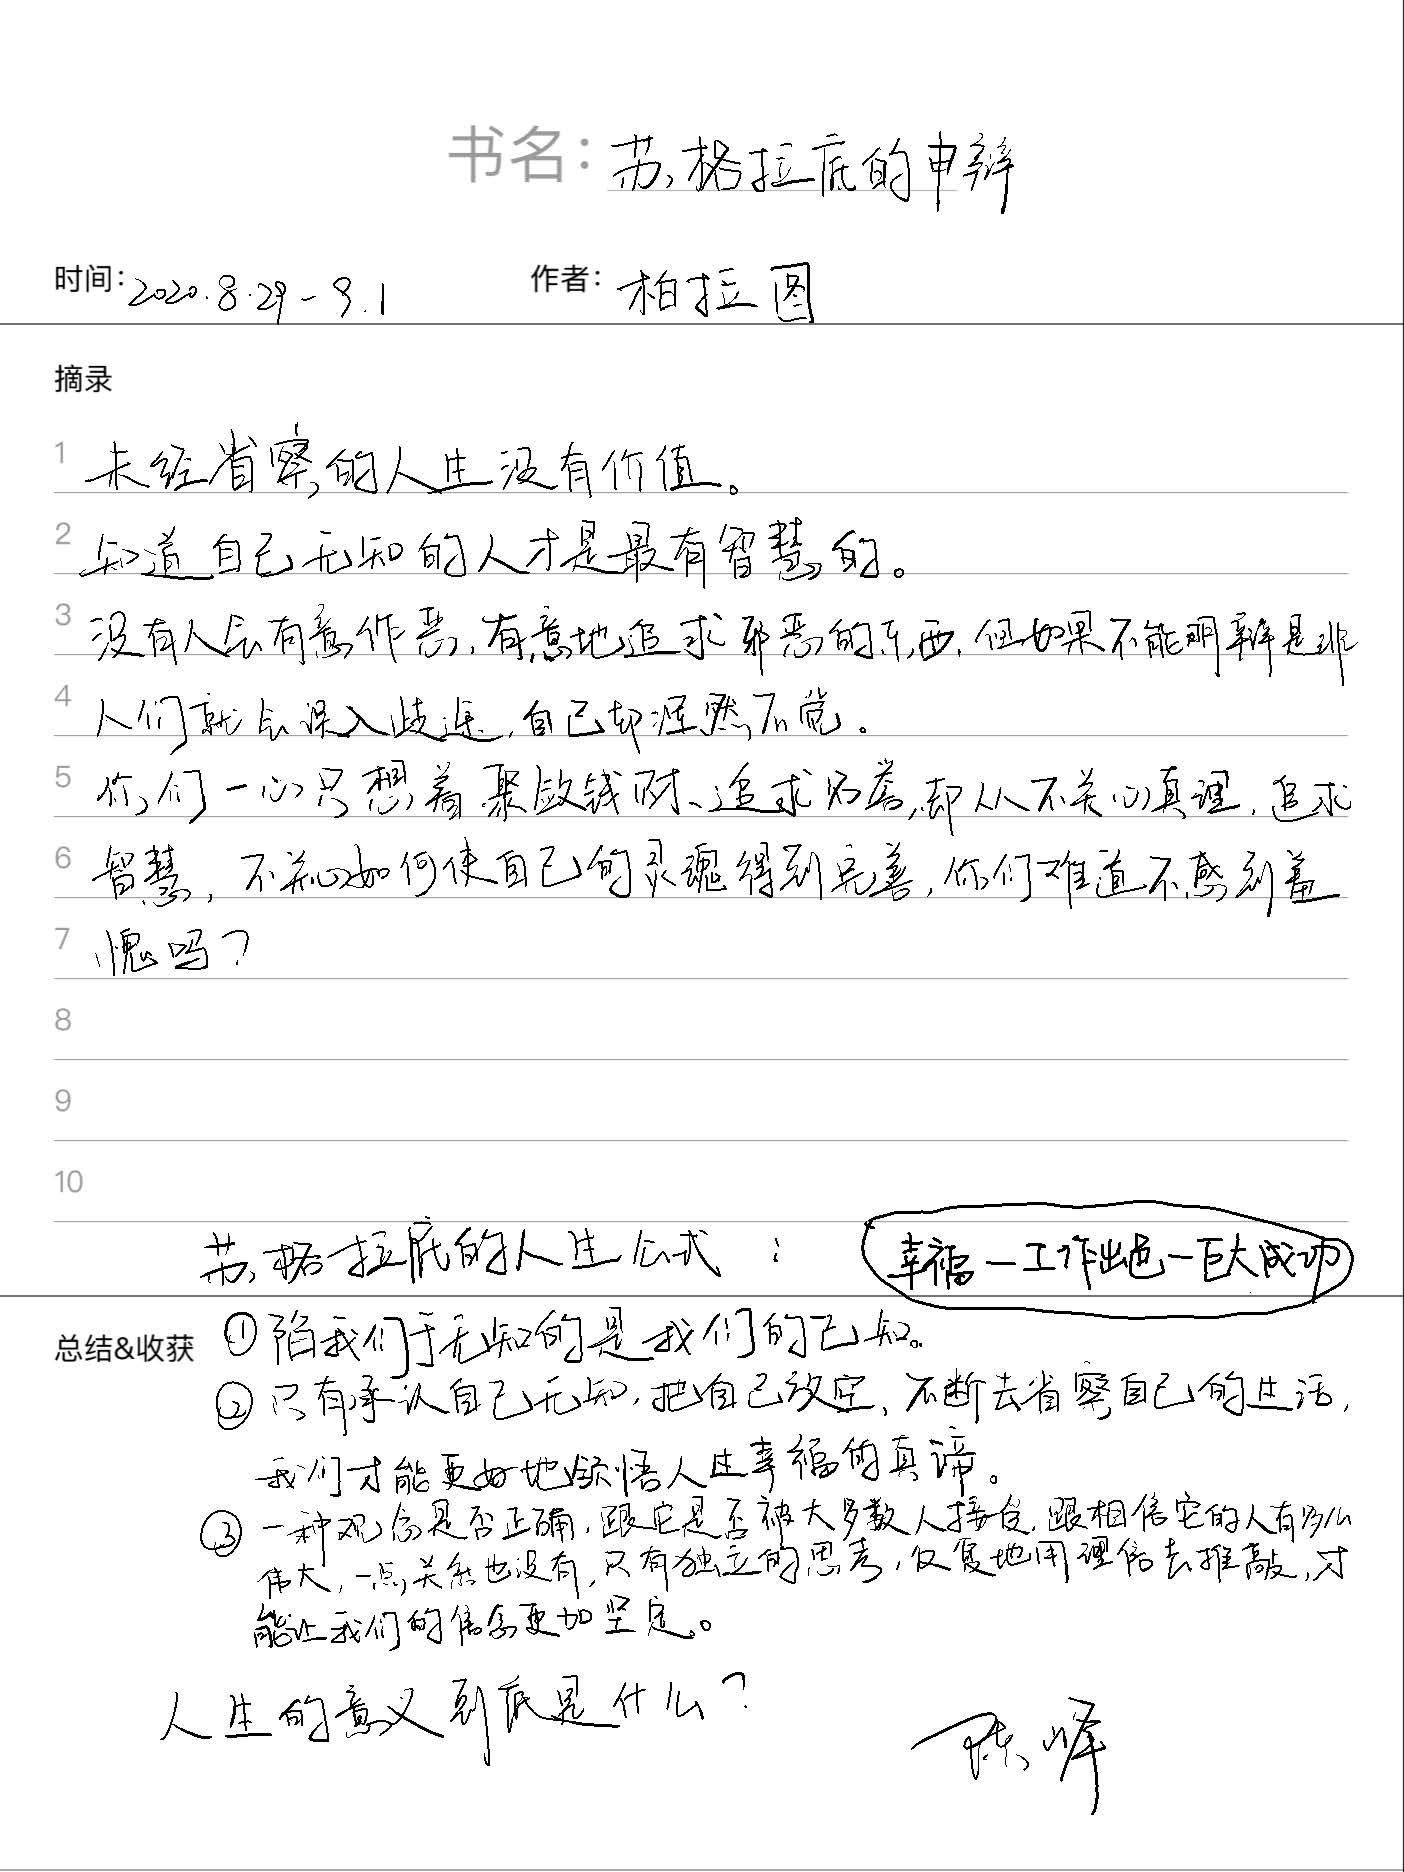 书名：苏格拉底的申辩
时间：2020.8.29-9.1 作者：柏拉图
摘录
1 未经省察的人生没有价值。
2 知道自己无知的人才是最有智慧的。
3 没有人会有意作恶，有意地追求邪恶的东西，但如果不能明辨是非
4 人们就会误入歧途，自己却浑然不觉。
5 你们一心只想着聚敛钱财、追求名誉，却从不关心真理，追求
6 智慧，不关心如何使自己的灵魂得到完善，你们难道不感到羞
7 愧吗？
8
9
10
苏格拉底的人生公式：幸福—工作出色—巨大成功
总结&收获 ①陷我们于无知的是我们的已知。
②只有承认自己无知，把自己放空，不断去省察自己的生活，
我们才能更好地领悟人生幸福的真谛。
③一种观念是否正确，跟它是否被大多数人接受，跟相信它的人有多么
伟大，一点关系也没有，只有独立的思考，反复地用理信去推敲，才
能让我们的信念更加坚定。
人生的意义到底是什么？
陈峰